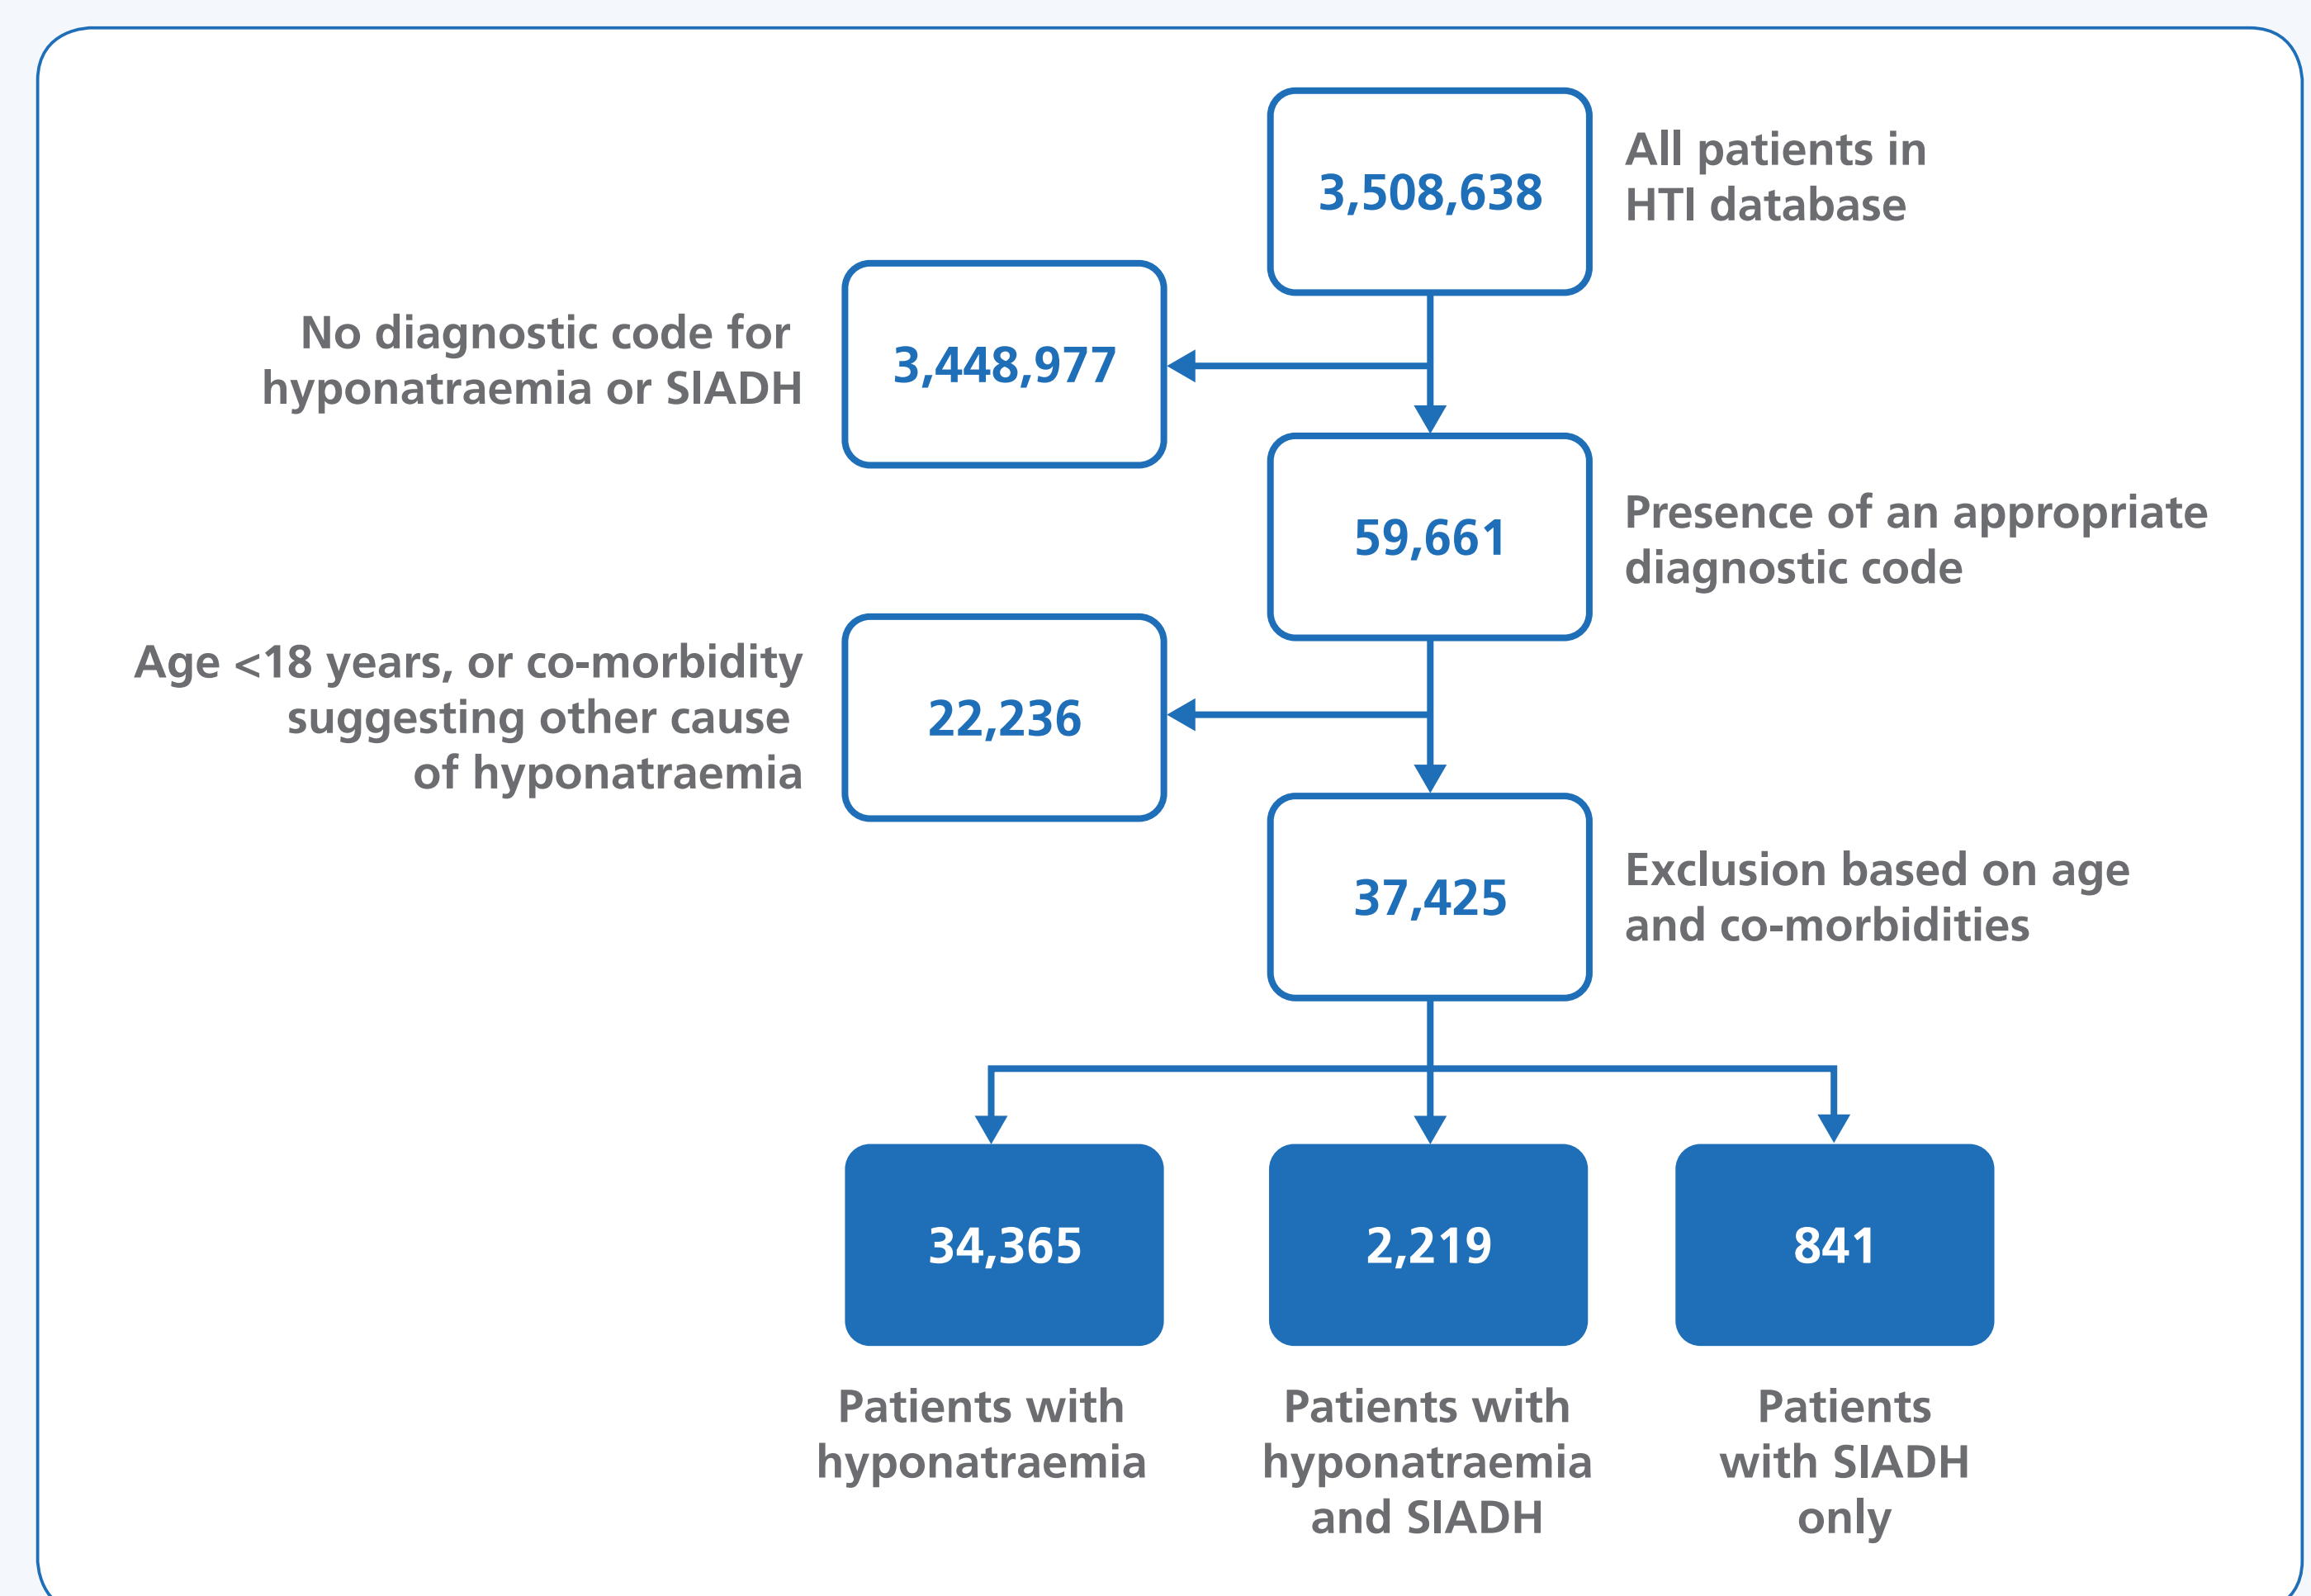 3,508,638
All patients in
HTI database
No diagnostic code for
hyponatraemia or SIADH
3,448,977
59,661
Presence of an appropriate
diagnostic code
Age <18 years, or co-morbidity
suggesting other cause
of hyponatraemia
22,236
37,425
Exclusion based on age
and co-morbidities
34,365
2,219
841
Patients with
hyponatraemia
Patients with
hyponatraemia
and SIADH
Patients
with SIADH
only